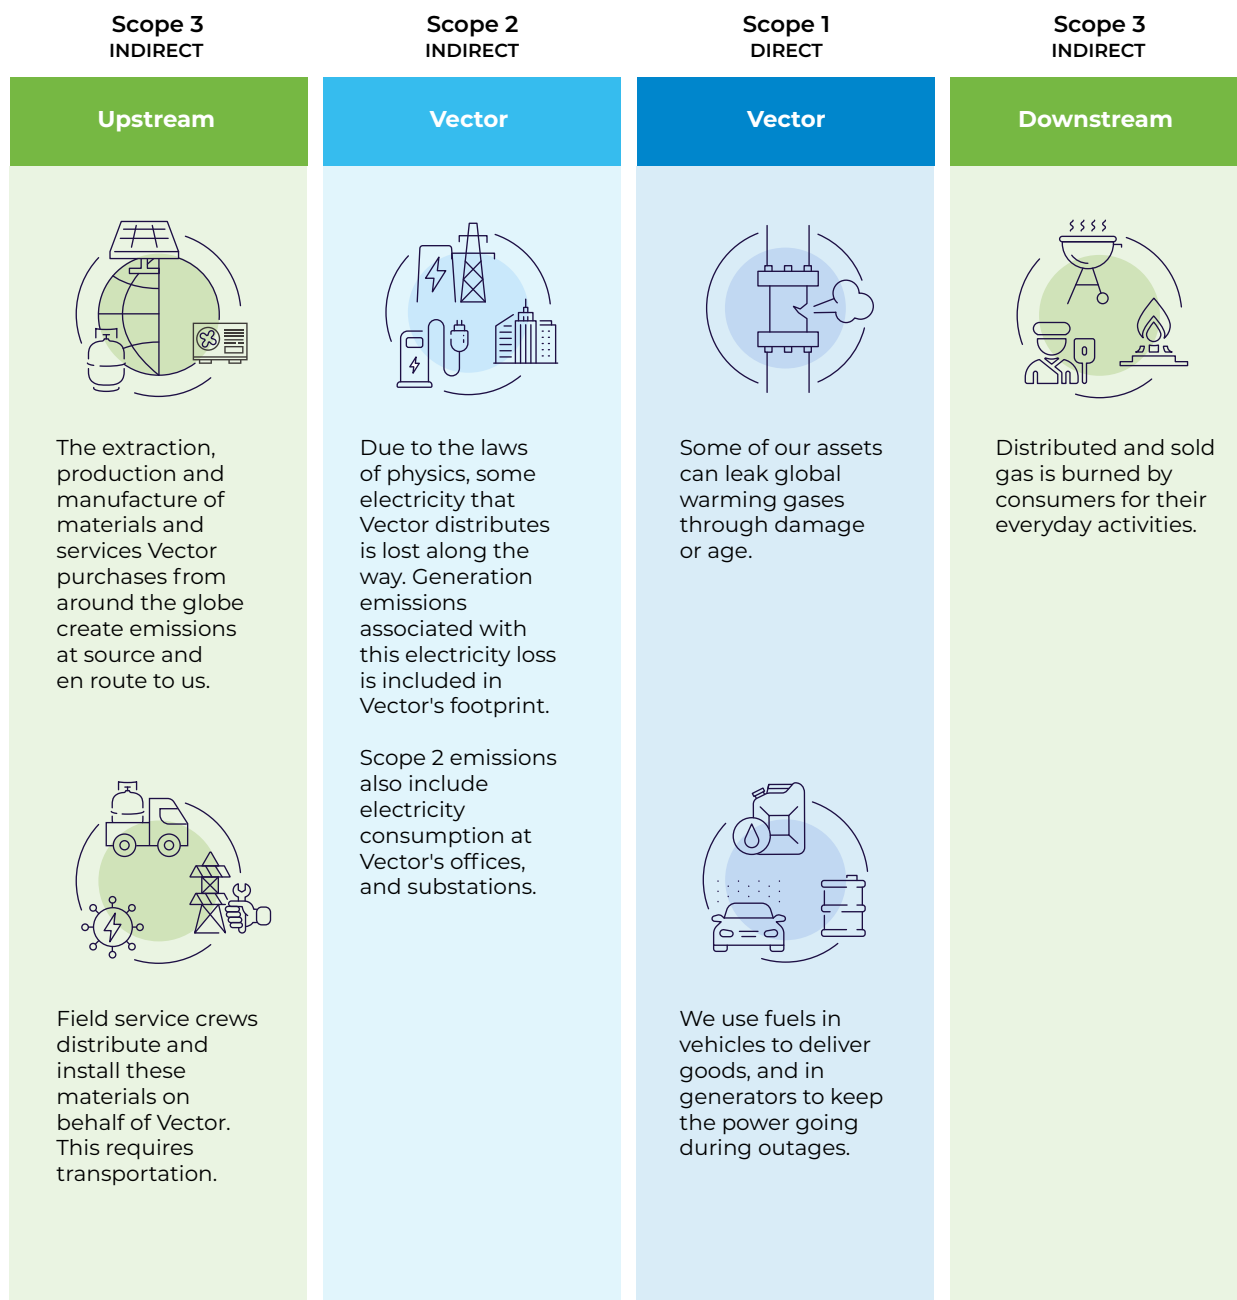 Scope 3
INDIRECT
Upstream
The extraction,
production and
manufacture of
materials and
services Vector
purchases from
around the globe
create emissions
at source and
en route to us.
Field service crews
distribute and
install these
materials on
behalf of Vector.
This requires
transportation.
Scope 2
INDIRECT
Vector
Due to the laws
of physics, some
electricity that
Vector distributes
is lost along the
way. Generation
emissions
associated with
this electricity loss
is included in
Vector's footprint.
Scope 2 emissions
also include
electricity
consumption at
Vector's offices,
and substations.
Scope 1
DIRECT
Vector
Some of our assets
can leak global
warming gases
through damage
or age.
We use fuels in
vehicles to deliver
goods, and in
generators to keep
the power going
during outages.
Scope 3
INDIRECT
Downstream
Distributed and sold
gas is burned by
consumers for their
everyday activities.